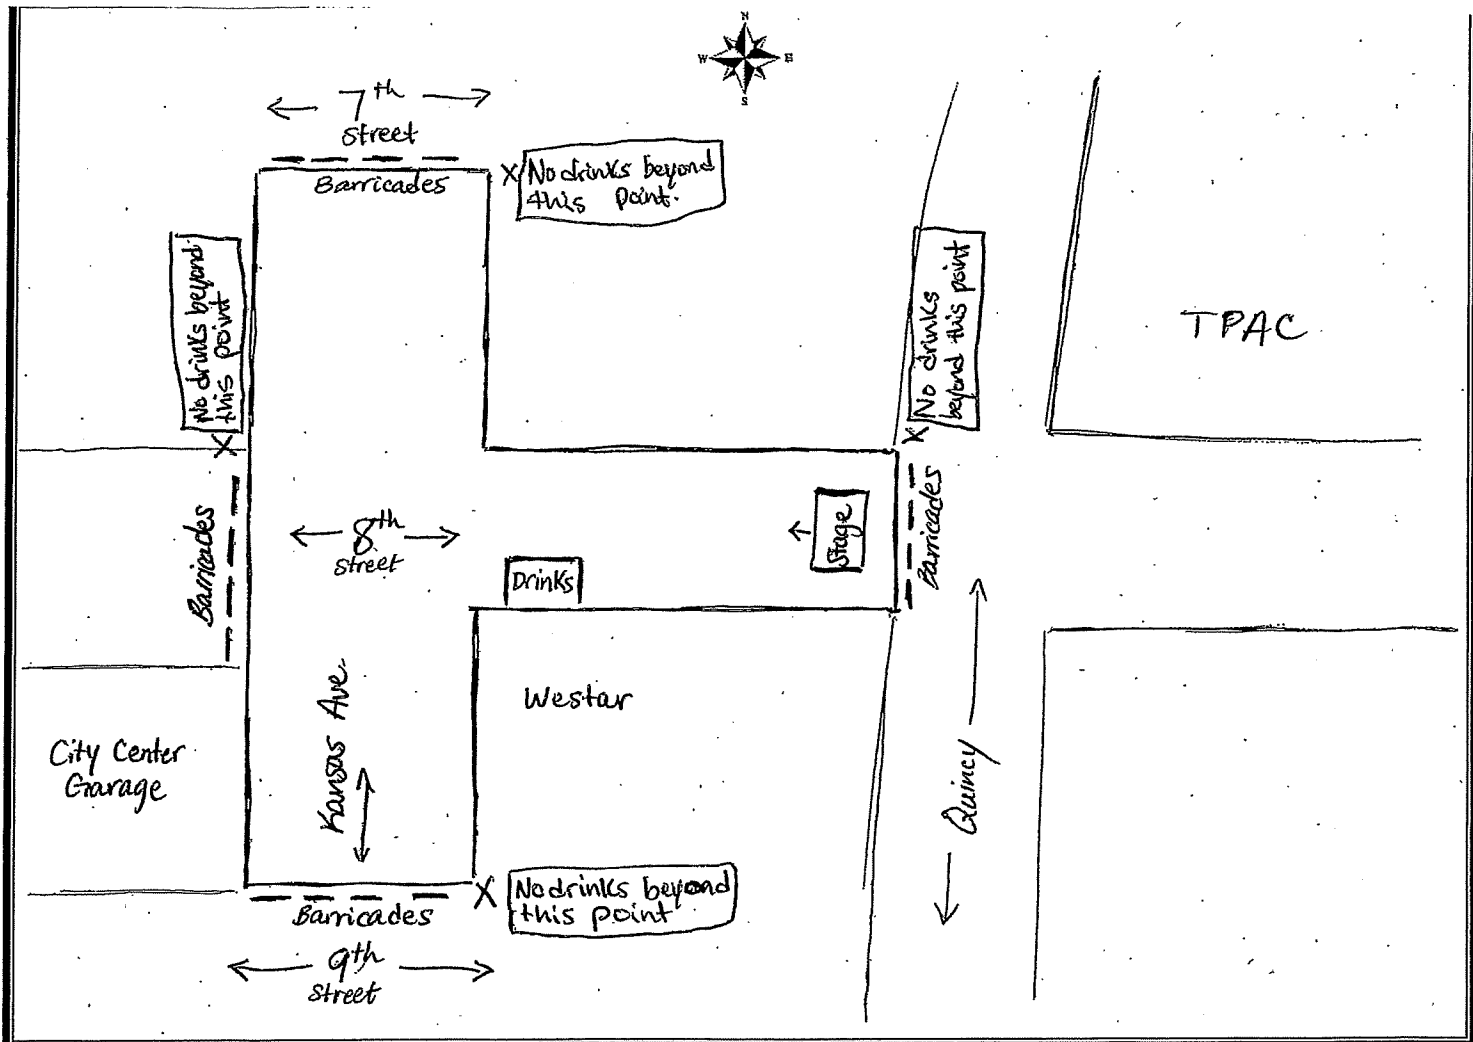 N
W
E
S
7th
Street
Barricades
No drinks beyond
this point.
No drinks beyond
this point
No drinks
beyond this point
TPAC
Barricades
8th
Street
Drinks
Stage
Barricades
Kansas Ave.
Westar
City Center
Garage
Quincy
Barricades
No drinks beyond
this point
9th
Street